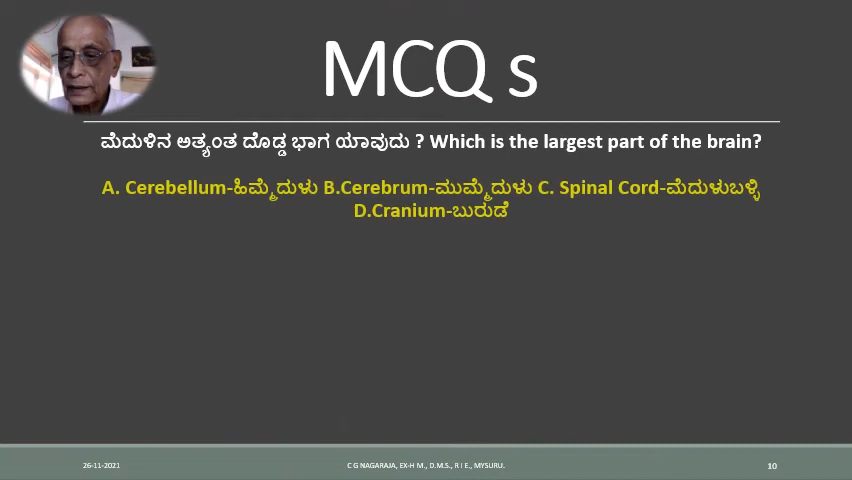 MCQ s
ಮೆದುಳಿನ ಅತ್ಯಂತ ದೊಡ್ಡ ಭಾಗ ಯಾವುದು ? Which is the largest part of the brain?
A. Cerebellum-ಹಿಮ್ಮೆದುಳು B.Cerebrum-ಮುಮ್ಮೆದುಳು C. Spinal Cord-ಮೆದುಳುಬಳ್ಳಿ
D.Cranium-ಬುರುಡೆ
26-11-2021
C G NAGARAJA, EX-H M., D.M.S., R I E., MYSURU.
10